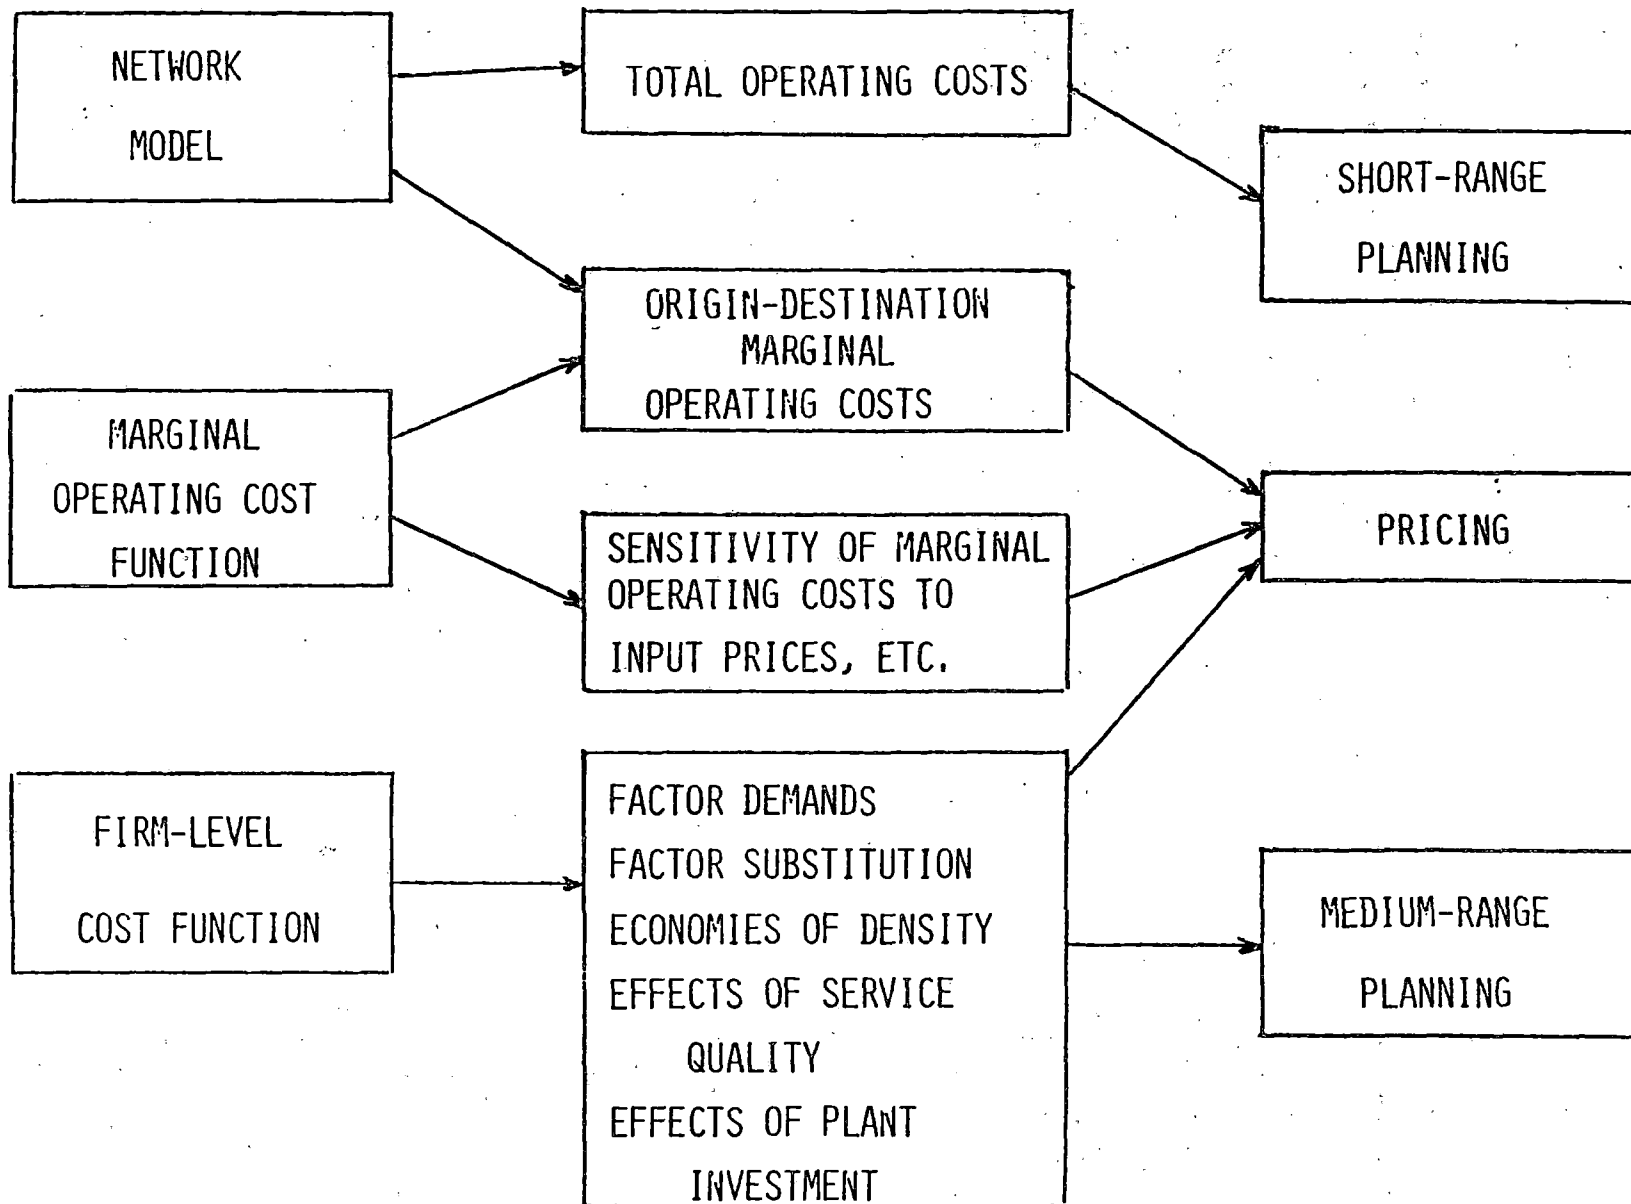 NETWORK
MODEL
TOTAL OPERATING COSTS
SHORT-RANGE
PLANNING
ORIGIN-DESTINATION
MARGINAL
OPERATING COSTS
MARGINAL
OPERATING COST
FUNCTION
SENSITIVITY OF MARGINAL
OPERATING COSTS TO
INPUT PRICES, ETC.
PRICING
FIRM-LEVEL
COST FUNCTION
FACTOR DEMANDS
FACTOR SUBSTITUTION
ECONOMIES OF DENSITY
EFFECTS OF SERVICE
QUALITY
EFFECTS OF PLANT
INVESTMENT
MEDIUM-RANGE
PLANNING